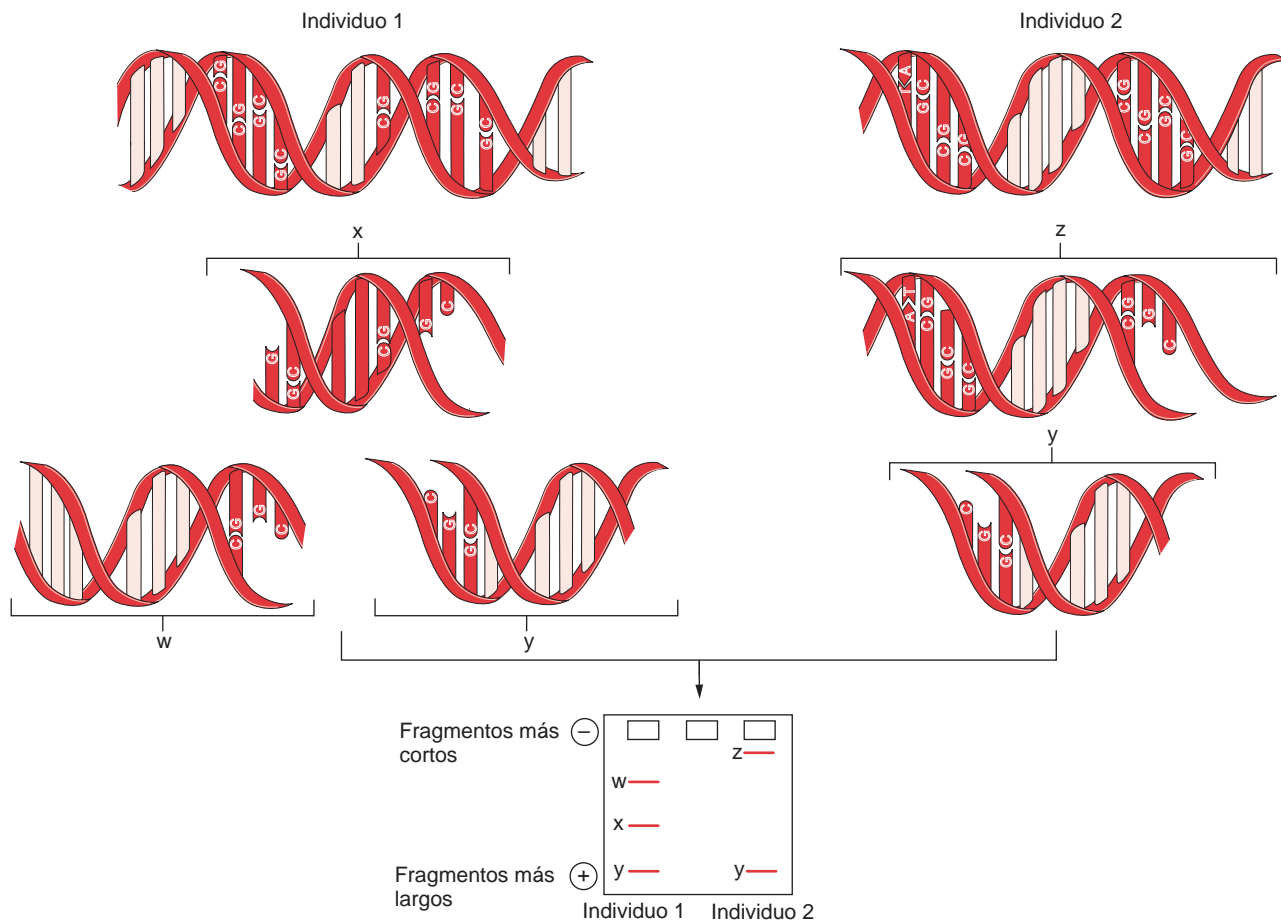 Individuo 1
Individuo 2
C G
C G
G C
G C
C G
C G
G C
G C
T A
G C
C G
C G
C G
C G
G C
G C
x
z
G
G C
C G
G
C
A T
C G
G C
G C
C G
G
C
y
C G
G
C
C
G
G C
C
G
G C
w
y
Fragmentos más
cortos
−
z
w
x
Fragmentos más
largos
+
y
y
Individuo 1
Individuo 2